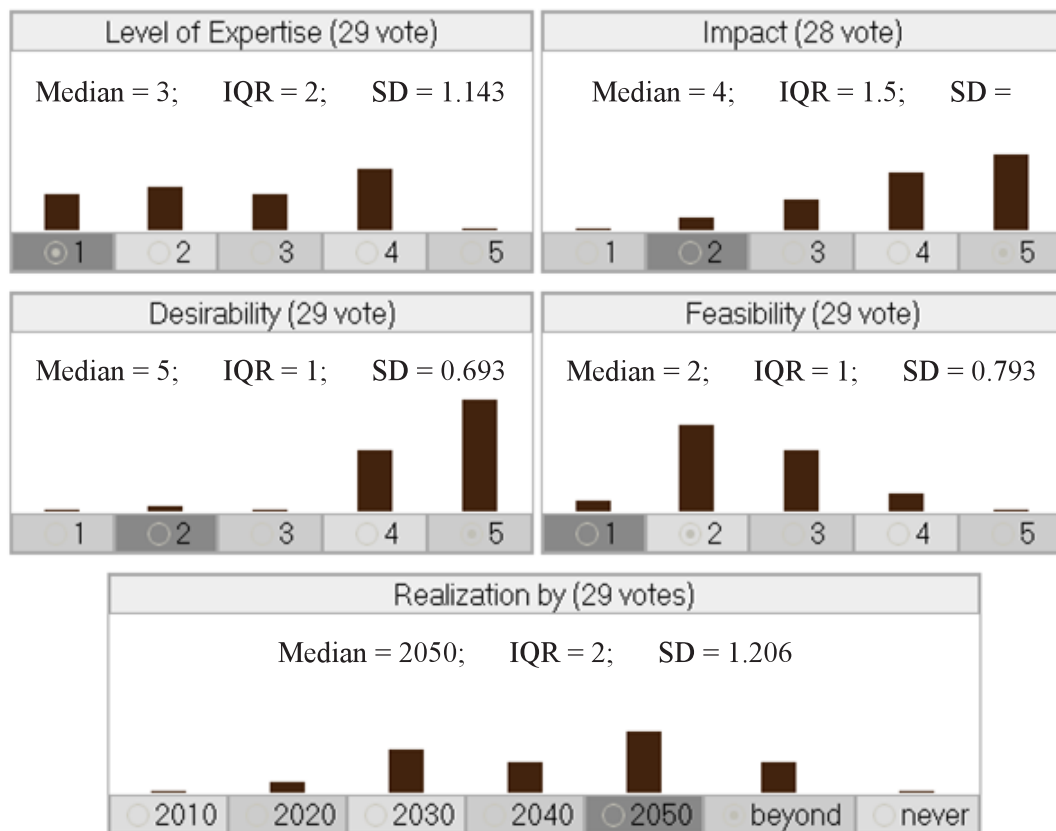 Level of Expertise (29 vote)
Median = 3; IQR = 2; SD = 1.143
1 2 3 4 5
Impact (28 vote)
Median = 4; IQR = 1.5; SD =
1 2 3 4 5
Desirability (29 vote)
Median = 5; IQR = 1; SD = 0.693
1 2 3 4 5
Feasibility (29 vote)
Median = 2; IQR = 1; SD = 0.793
1 2 3 4 5
Realization by (29 votes)
Median = 2050; IQR = 2; SD = 1.206
2010 2020 2030 2040 2050 beyond never